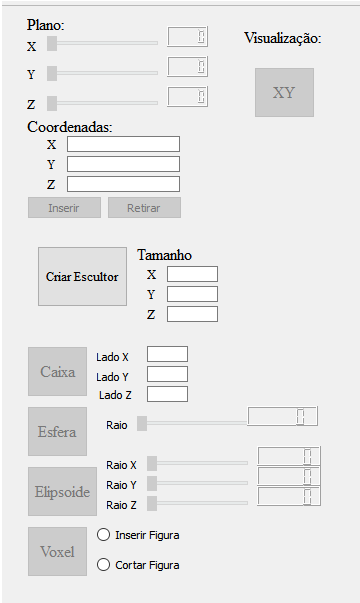 Plano:
Visualização:
X 0
Y 0
XY
Z 0
Coordenadas:
X
Y
Z
Inserir Retirar
Tamanho
Criar Escultor
X
Y
Z
Caixa
Lado X
Lado Y
Lado Z
Esfera
Raio 0
Elipsoide
Raio X 0
Raio Y 0
Raio Z 0
Voxel
Inserir Figura
Cortar Figura